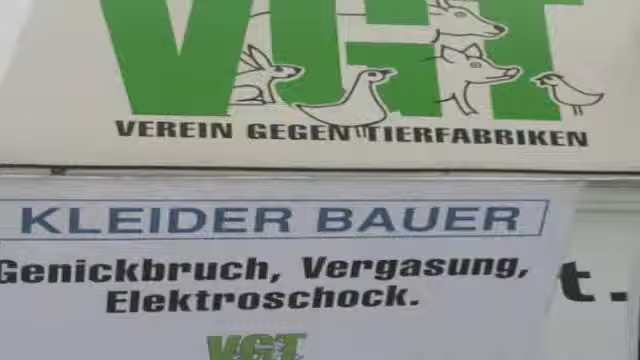 VGT
VEREIN GEGEN TIERFABRIKEN
KLEIDER BAUER
Genickbruch, Vergasung,
t.
Elektroschock.
VGT